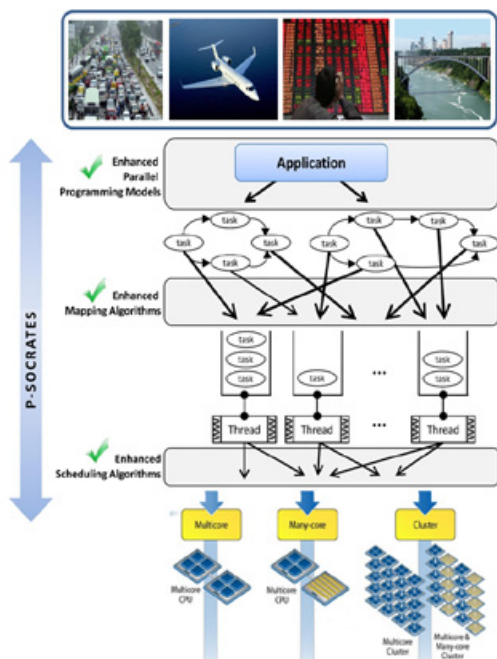 Application
Enhanced
Parallel
Programming Models
task
task
task
task
task
task
task
task
task
Enhanced
Mapping Algorithms
P-SOCRATES
task
task
task
task
task
task
...
Thread
Thread
...
Thread
Enhanced
Scheduling Algorithms
Multicore
Many-core
Cluster
Multicore
CPU
Multicore
CPU
Multicore
Cluster
Multicore &
Many-core
Cluster